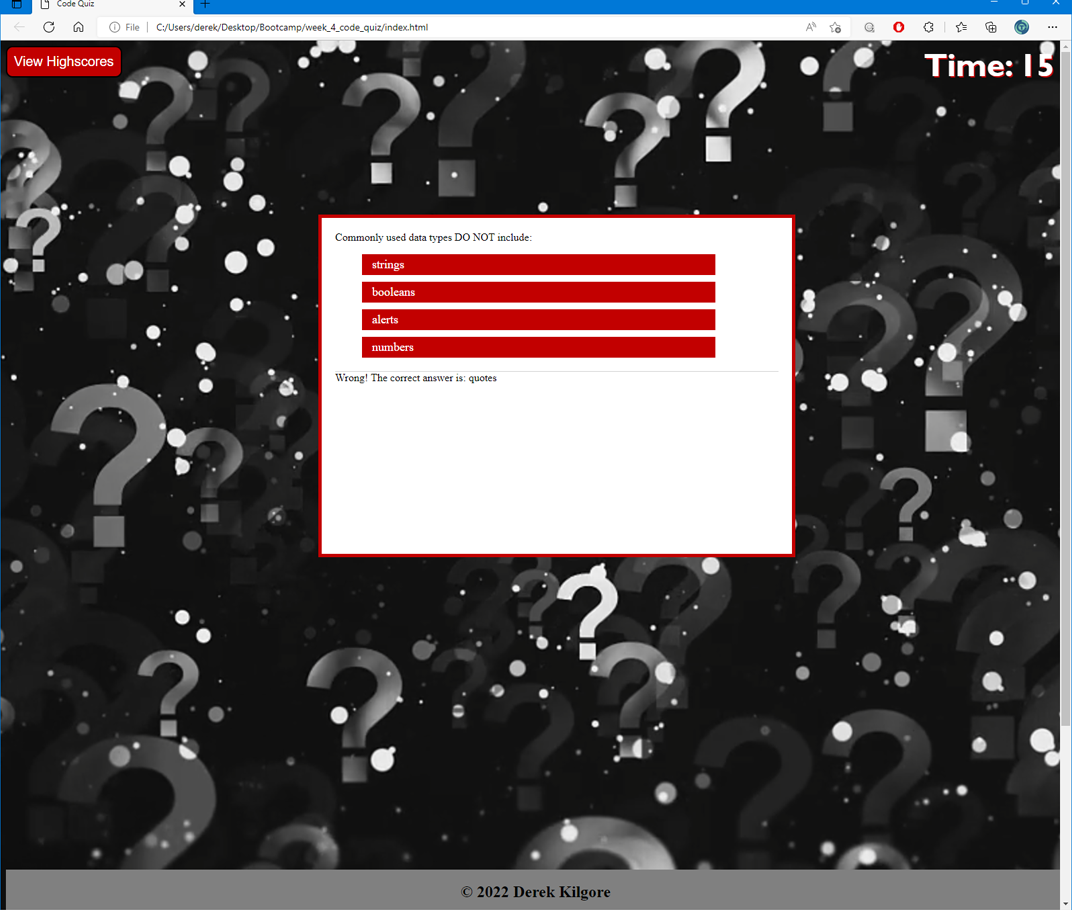 Code Quiz
File
C:/Users/derek/Desktop/Bootcamp/week_4_code_quiz/index.html
View Highscores
Time: 15
Commonly used data types DO NOT include:
strings
booleans
alerts
numbers
Wrong! The correct answer is: quotes
© 2022 Derek Kilgore